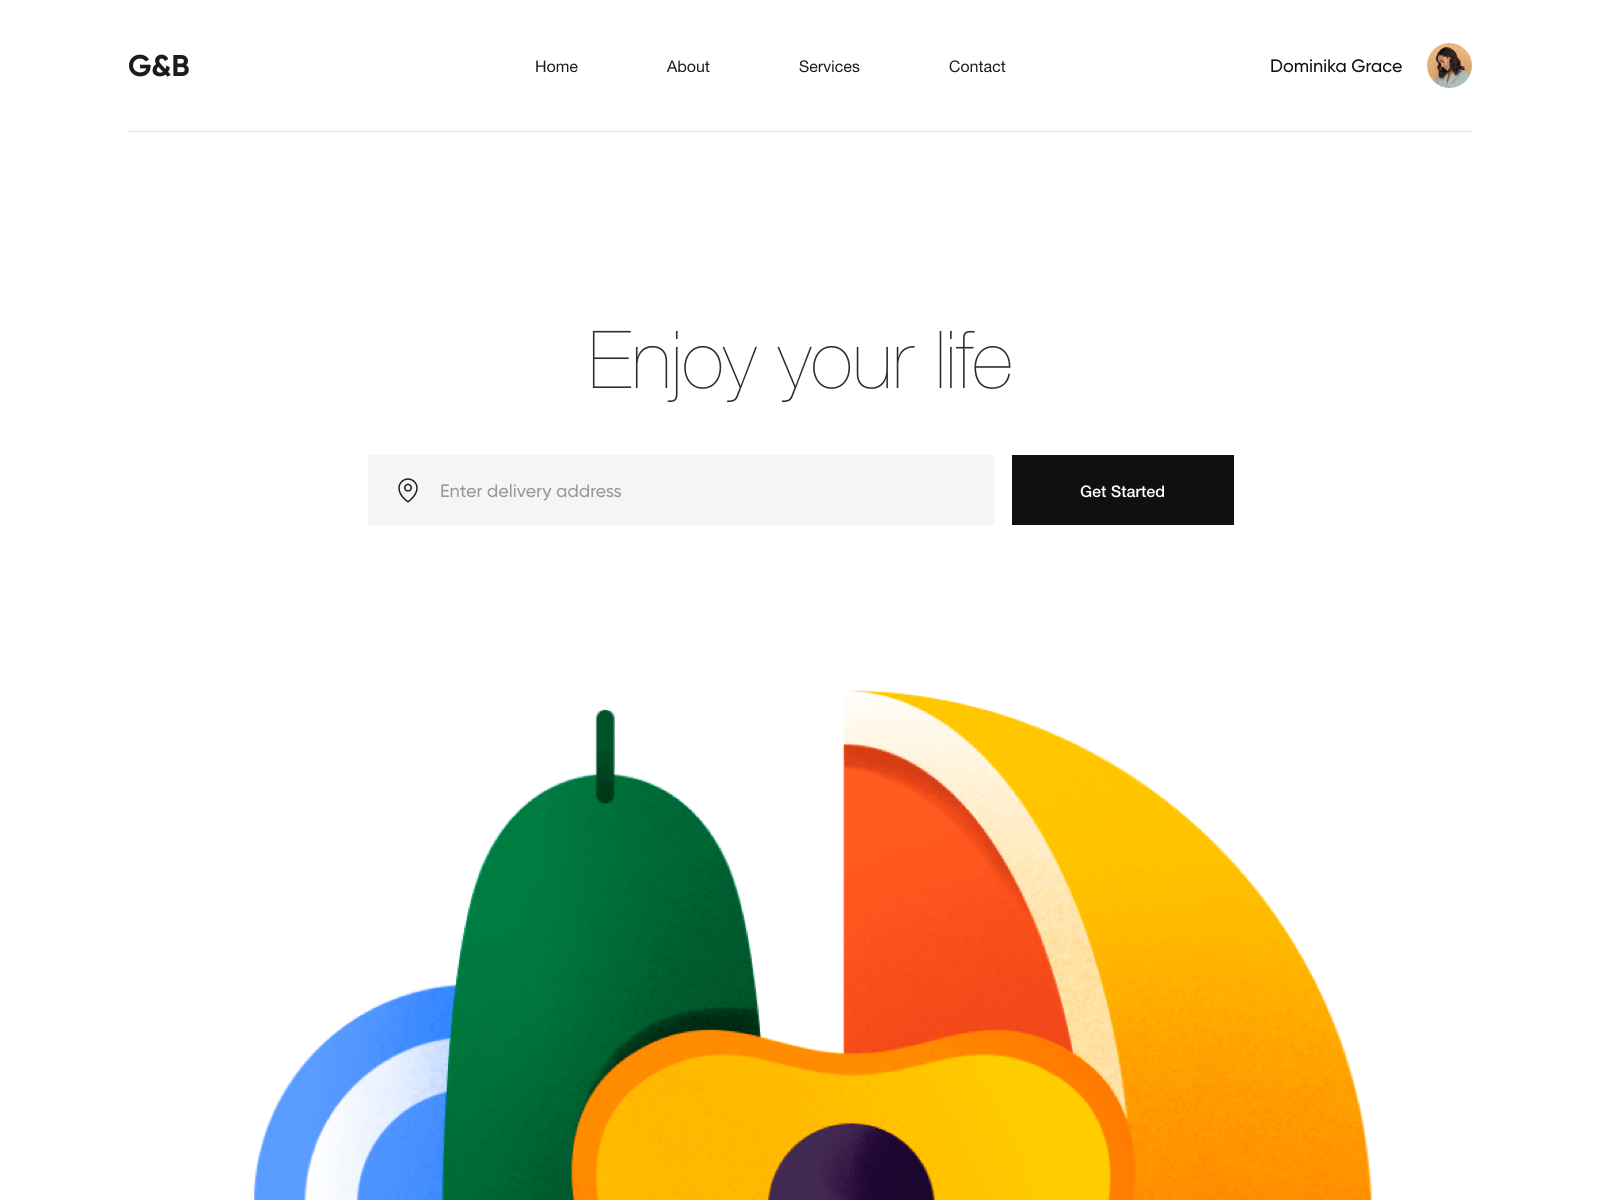 G&B
Home
About
Services
Contact
Dominika Grace
Enjoy your life
Enter delivery address
Get Started